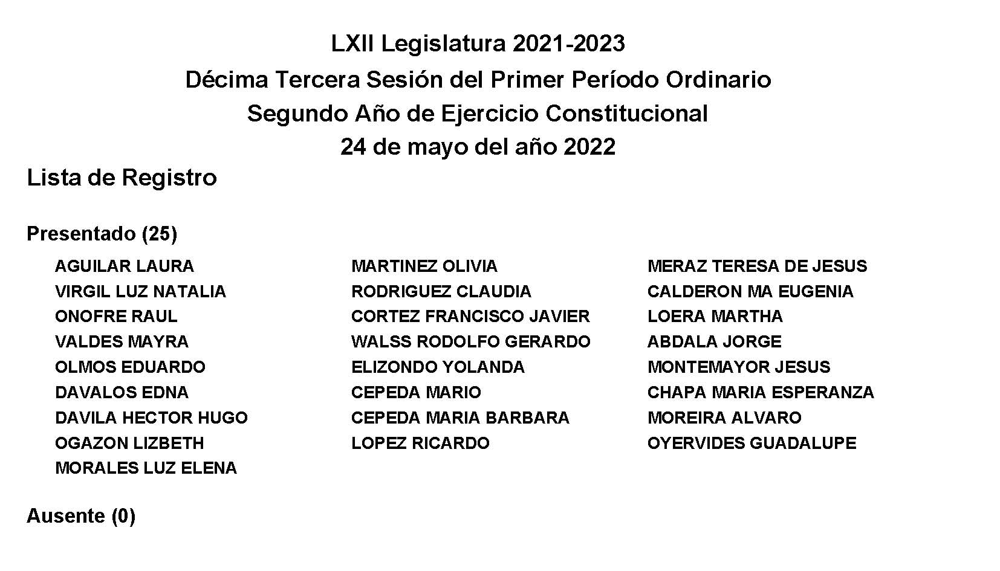 LXII Legislatura 2021-2023
Décima Tercera Sesión del Primer Período Ordinario
Segundo Año de Ejercicio Constitucional
24 de mayo del año 2022
Lista de Registro
Presentado (25)
AGUILAR LAURA MARTINEZ OLIVIA MERAZ TERESA DE JESUS
VIRGIL LUZ NATALIA RODRIGUEZ CLAUDIA CALDERON MA EUGENIA
ONOFRE RAUL CORTEZ FRANCISCO JAVIER LOERA MARTHA
VALDES MAYRA WALSS RODOLFO GERARDO ABDALA JORGE
OLMOS EDUARDO ELIZONDO YOLANDA MONTEMAYOR JESUS
DAVALOS EDNA CEPEDA MARIO CHAPA MARIA ESPERANZA
DAVILA HECTOR HUGO CEPEDA MARIA BARBARA MOREIRA ALVARO
OGAZON LIZBETH LOPEZ RICARDO OYERVIDES GUADALUPE
MORALES LUZ ELENA
Ausente (0)